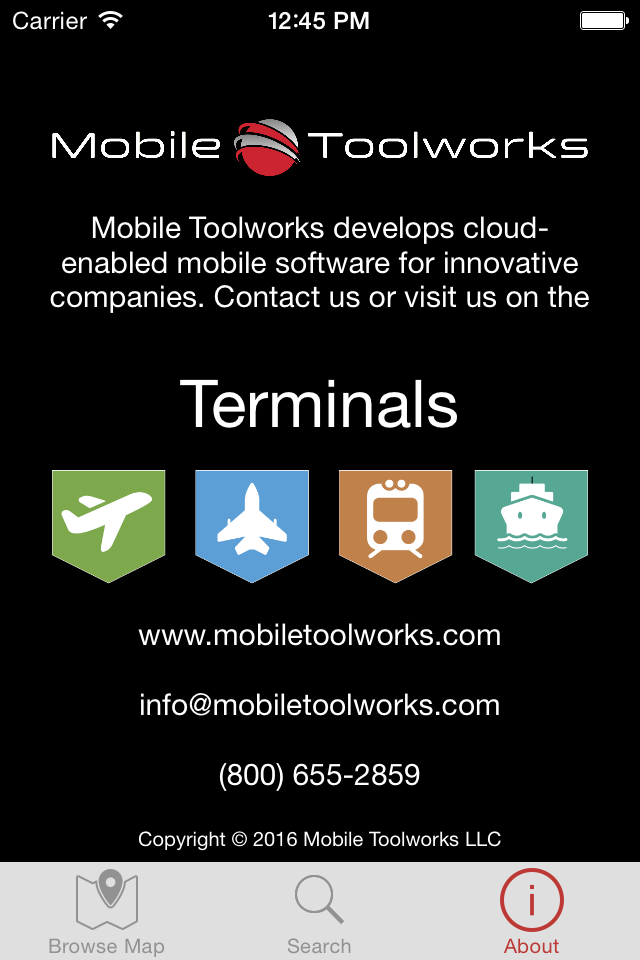 Carrier 12:45 PM
Mobile Toolworks
Mobile Toolworks develops cloud-
enabled mobile software for innovative
companies. Contact us or visit us on the
Terminals
www.mobiletoolworks.com
info@mobiletoolworks.com
(800) 655-2859
Copyright © 2016 Mobile Toolworks LLC
Browse Map Search About